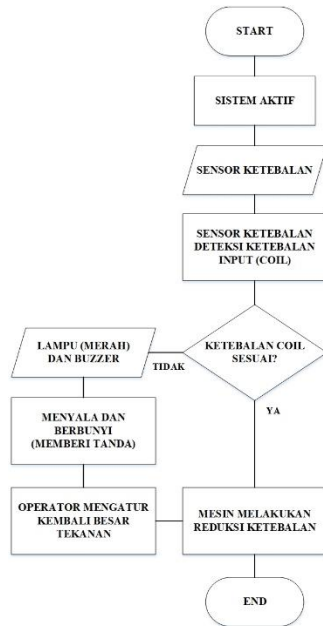 START
SISTEM AKTIF
SENSOR KETEBALAN
SENSOR KETEBALAN
DETEKSI KETEBALAN
INPUT (COIL)
KETEBALAN COIL
SESUAI?
TIDAK
YA
LAMPU (MERAH)
DAN BUZZER
MENYALA DAN
BERBUNYI
(MEMBERI TANDA)
OPERATOR MENGATUR
KEMBALI BESAR
TEKANAN
MESIN MELAKUKAN
REDUKSI KETEBALAN
END